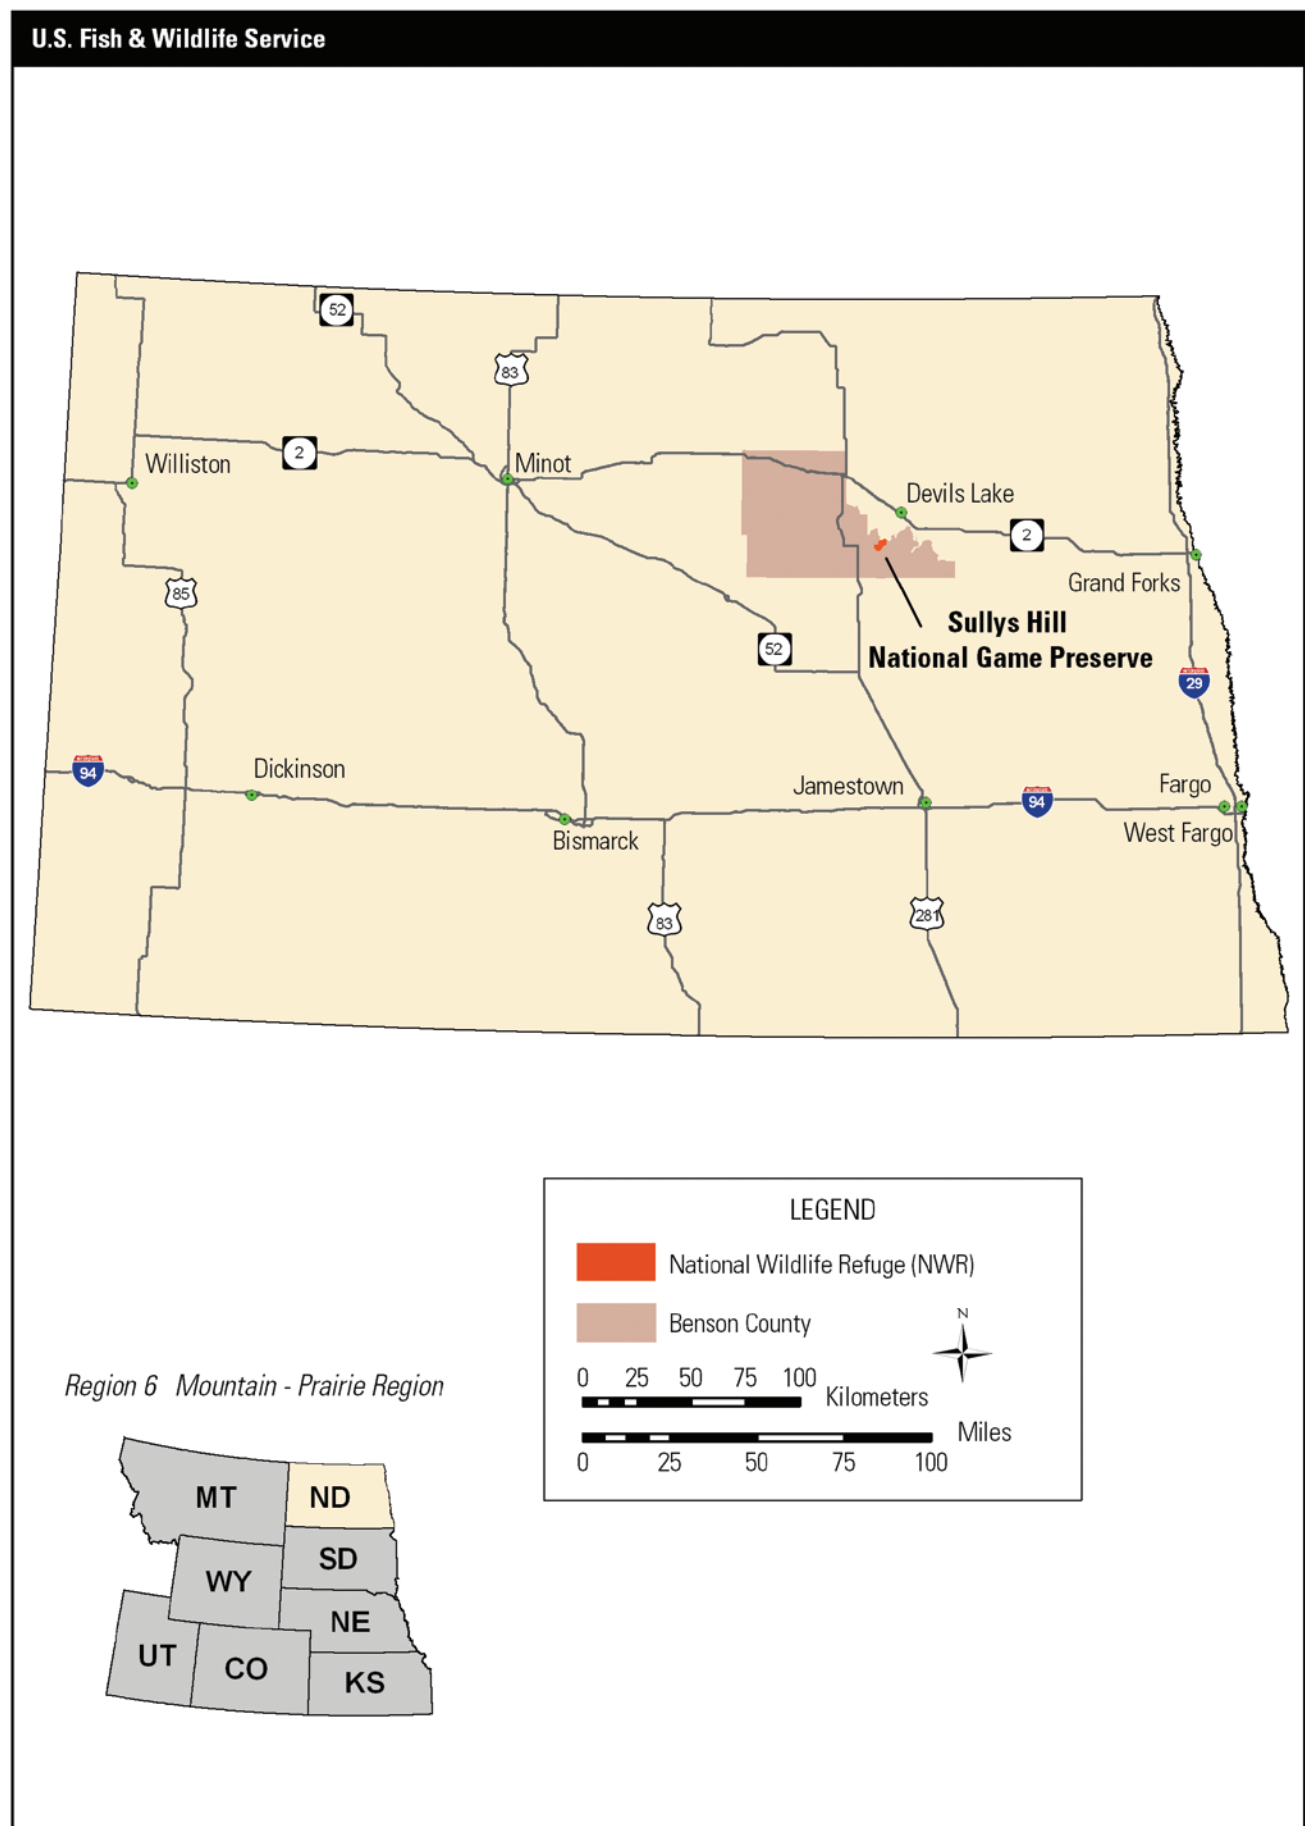 U.S. Fish & Wildlife Service
52
83
2
Williston
Minot
Devils Lake
2
Grand Forks
85
Sullys Hill
National Game Preserve
52
29
94
Dickinson
Jamestown
94
Fargo
West Fargo
Bismarck
83
281
LEGEND
National Wildlife Refuge (NWR)
Benson County
N
0 25 50 75 100
Kilometers
Miles
0 25 50 75 100
Region 6 Mountain - Prairie Region
MT
ND
SD
WY
NE
UT
CO
KS